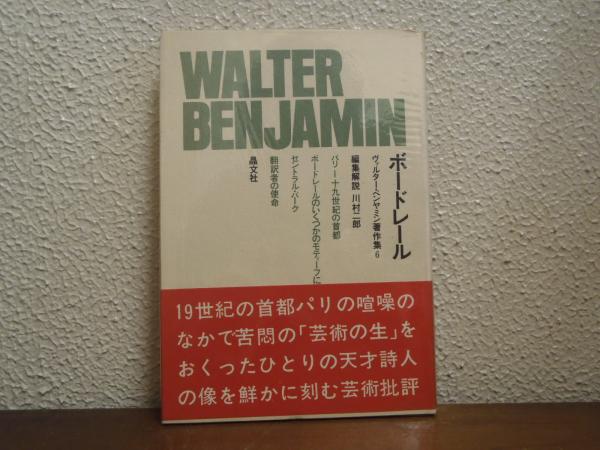 WALTER
BENJAMIN
ボードレール
ヴァルター・ベンヤミン著作集6
編集解説 川村二郎
パリー十九世紀の首都
ボードレールのいくつかのモティーフに
セントラル・パーク
翻訳者の使命
晶文社
19世紀の首都パリの喧噪の
なかで苦悶の「芸術の生」を
おくったひとりの天才詩人
の像を鮮かに刻む芸術批評